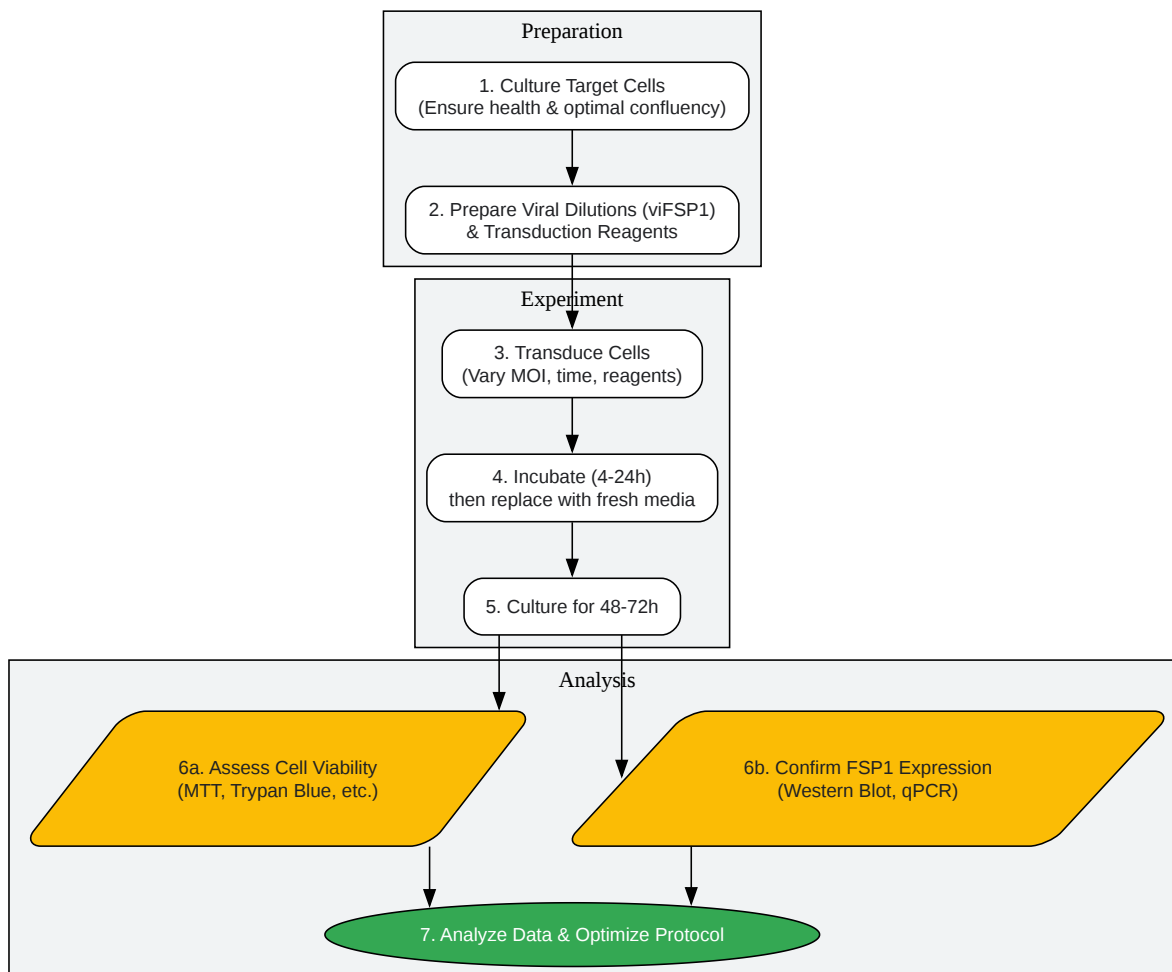 Preparation
1. Culture Target Cells
(Ensure health & optimal confluency)
2. Prepare Viral Dilutions (viFSP1)
& Transduction Reagents
Experiment
3. Transduce Cells
(Vary MOI, time, reagents)
4. Incubate (4-24h)
then replace with fresh media
5. Culture for 48-72h
Analysis
6a. Assess Cell Viability
(MTT, Trypan Blue, etc.)
6b. Confirm FSP1 Expression
(Western Blot, qPCR)
7. Analyze Data & Optimize Protocol